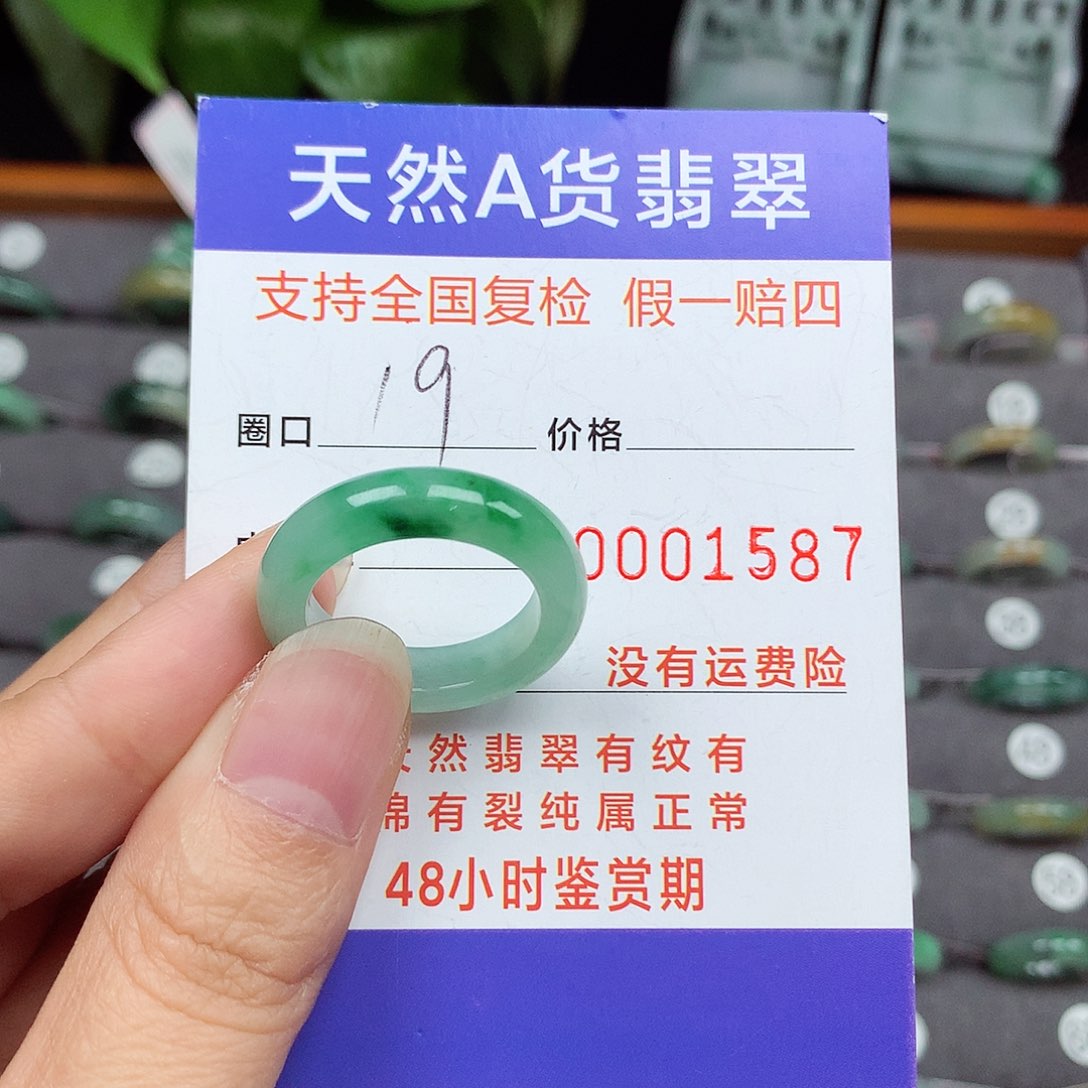 天然A货翡翠
支持全国复检 假一赔四
圈口 19 价格
0001587
没有运费险
然翡翠有纹有
棉有裂纯属正常
48小时鉴赏期